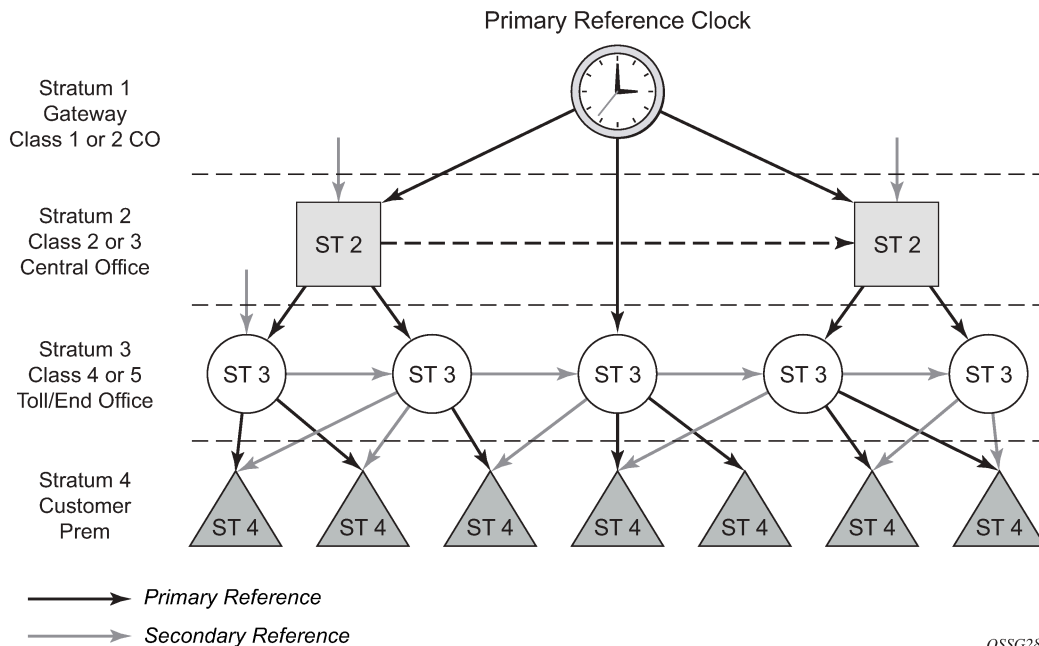 Primary Reference Clock
Stratum 1
Gateway
Class 1 or 2 CO
Stratum 2
Class 2 or 3
Central Office
ST 2
ST 2
Stratum 3
Class 4 or 5
Toll/End Office
ST 3
ST 3
ST 3
ST 3
ST 3
Stratum 4
Customer
Prem
ST 4
ST 4
ST 4
ST 4
ST 4
ST 4
ST 4
Primary Reference
Secondary Reference
OSSG28